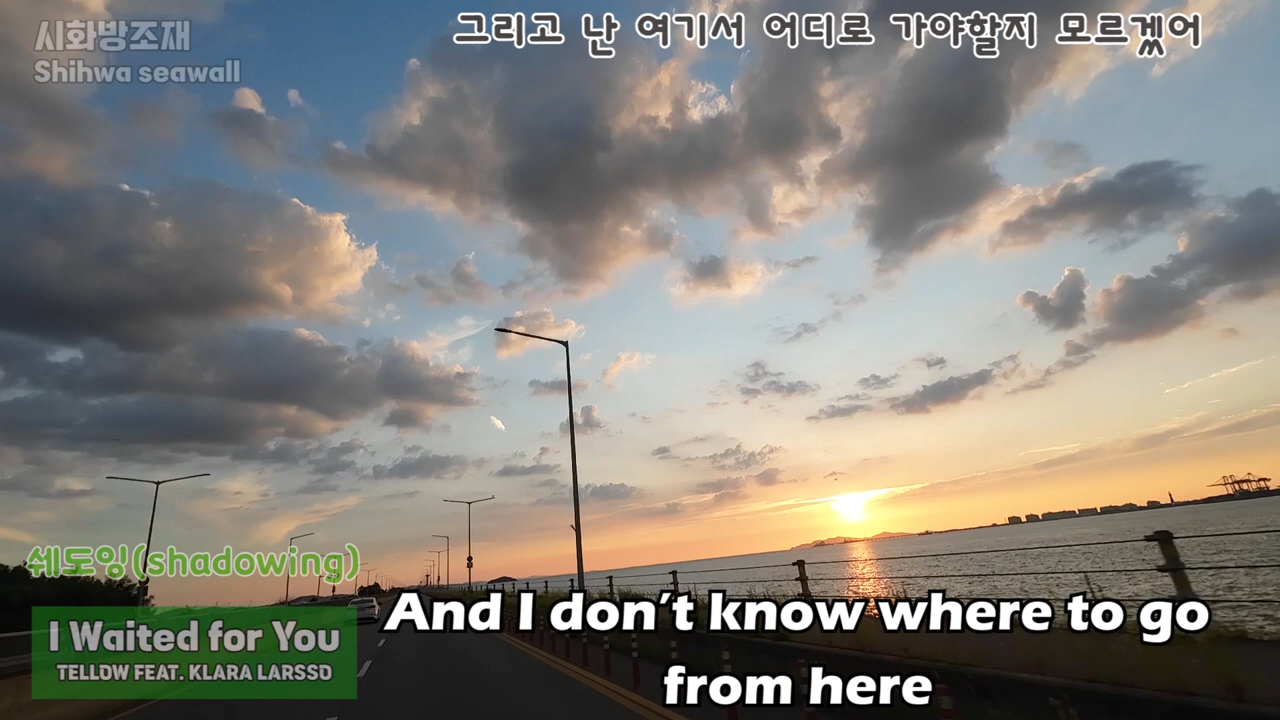 시화방조재
Shihwa seawall
그리고 난 여기서 어디로 가야할지 모르겠어
쉐도잉(shadowing)
I Waited for You
TELLOW FEAT. KLARA LARSSO
And I don't know where to go
from here